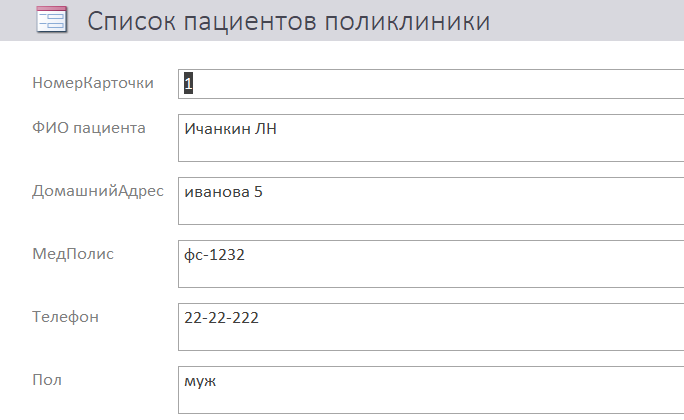 Список пациентов поликлиники
НомерКарточки 1
ФИО пациента Ичанкин ЛН
ДомашнийАдрес иванова 5
МедПолис фс-1232
Телефон 22-22-222
Пол муж